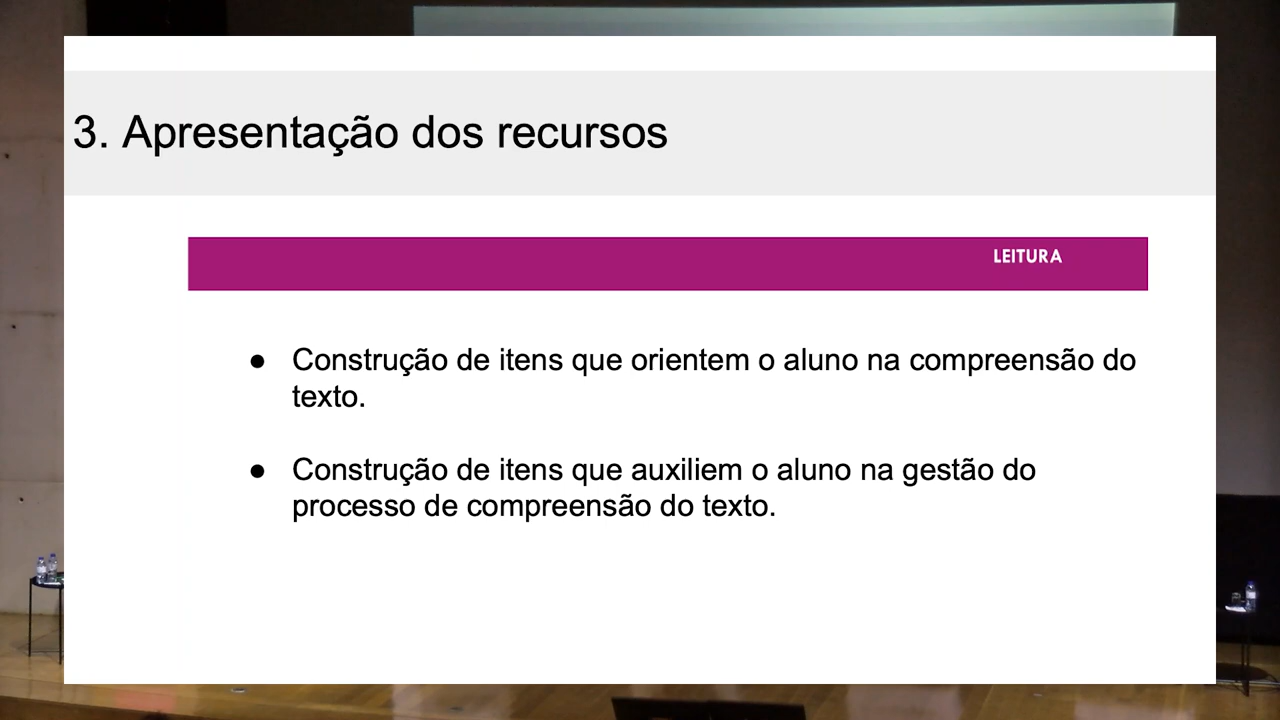 3. Apresentação dos recursos
LEITURA
● Construção de itens que orientem o aluno na compreensão do
texto.
● Construção de itens que auxiliem o aluno na gestão do
processo de compreensão do texto.